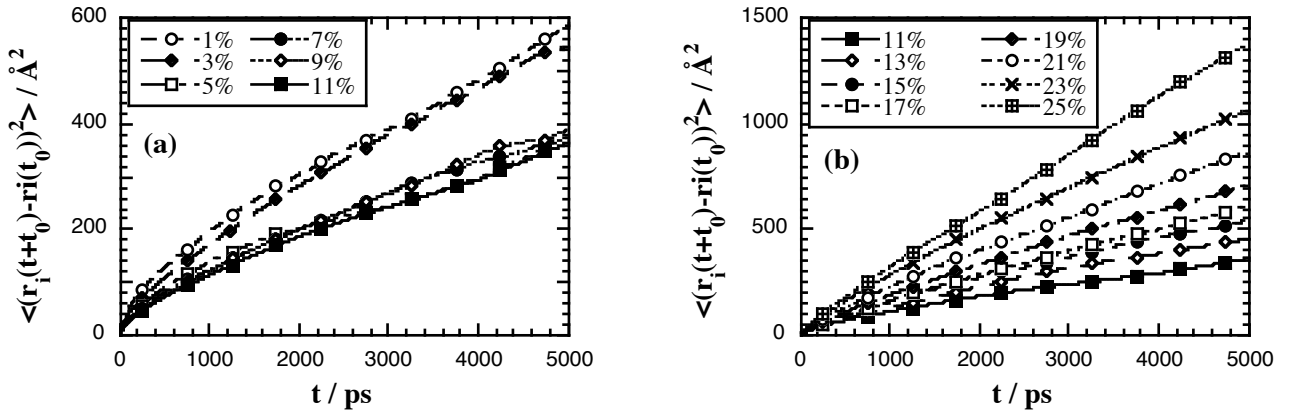 <(r_i(t+t_0)-ri(t_0))^2> / Å^2
600
400
200
0
1% 7%
3% 9%
5% 11%
(a)
0 1000 2000 3000 4000 5000
t / ps
<(r_i(t+t_0)-ri(t_0))^2> / Å^2
1500
1000
500
0
11% 19%
13% 21%
15% 23%
17% 25%
(b)
0 1000 2000 3000 4000 5000
t / ps